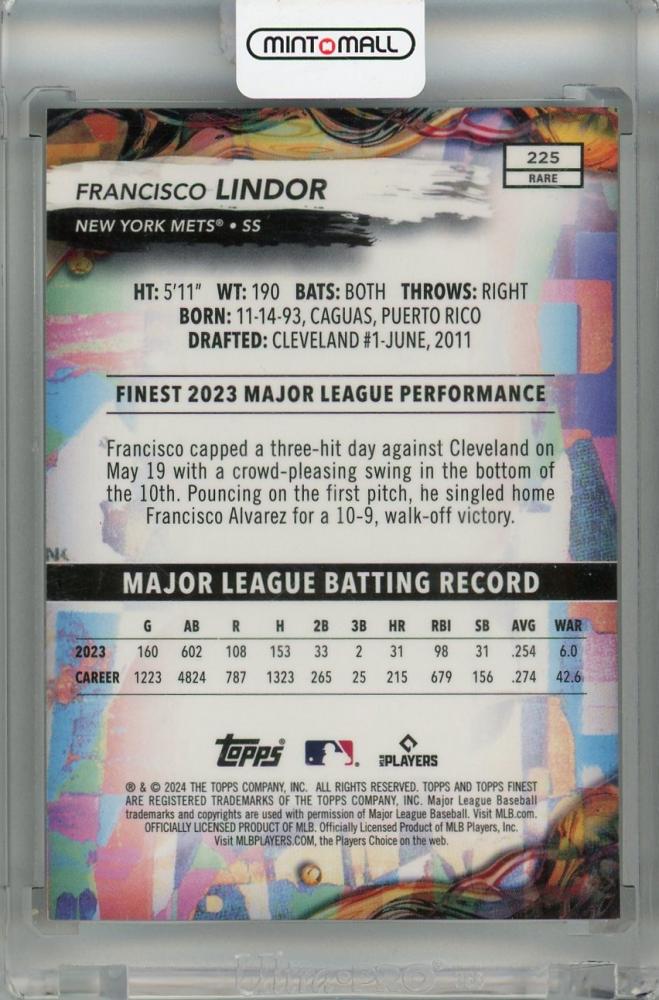 MINT MALL
225
RARE
FRANCISCO LINDOR
NEW YORK METS® • SS
HT: 5'11" WT: 190 BATS: BOTH THROWS: RIGHT
BORN: 11-14-93, CAGUAS, PUERTO RICO
DRAFTED: CLEVELAND #1-JUNE, 2011
FINEST 2023 MAJOR LEAGUE PERFORMANCE
Francisco capped a three-hit day against Cleveland on
May 19 with a crowd-pleasing swing in the bottom of
the 10th. Pouncing on the first pitch, he singled home
Francisco Alvarez for a 10-9, walk-off victory.
MAJOR LEAGUE BATTING RECORD
G AB R H 2B 3B HR RBI SB AVG WAR
2023 160 602 108 153 33 2 31 98 31 .254 6.0
CAREER 1223 4824 787 1323 265 25 215 679 156 .274 42.6
topps® MLB PLAYERS
® & © 2024 THE TOPPS COMPANY, INC. ALL RIGHTS RESERVED. TOPPS AND TOPPS FINEST
ARE REGISTERED TRADEMARKS OF THE TOPPS COMPANY, INC. Major League Baseball
trademarks and copyrights are used with permission of Major League Baseball. Visit MLB.com.
OFFICIALLY LICENSED PRODUCT OF MLB. Officially Licensed Product of MLB Players, Inc.
Visit MLBPLAYERS.COM, the Players Choice on the web.
Ultra PRO